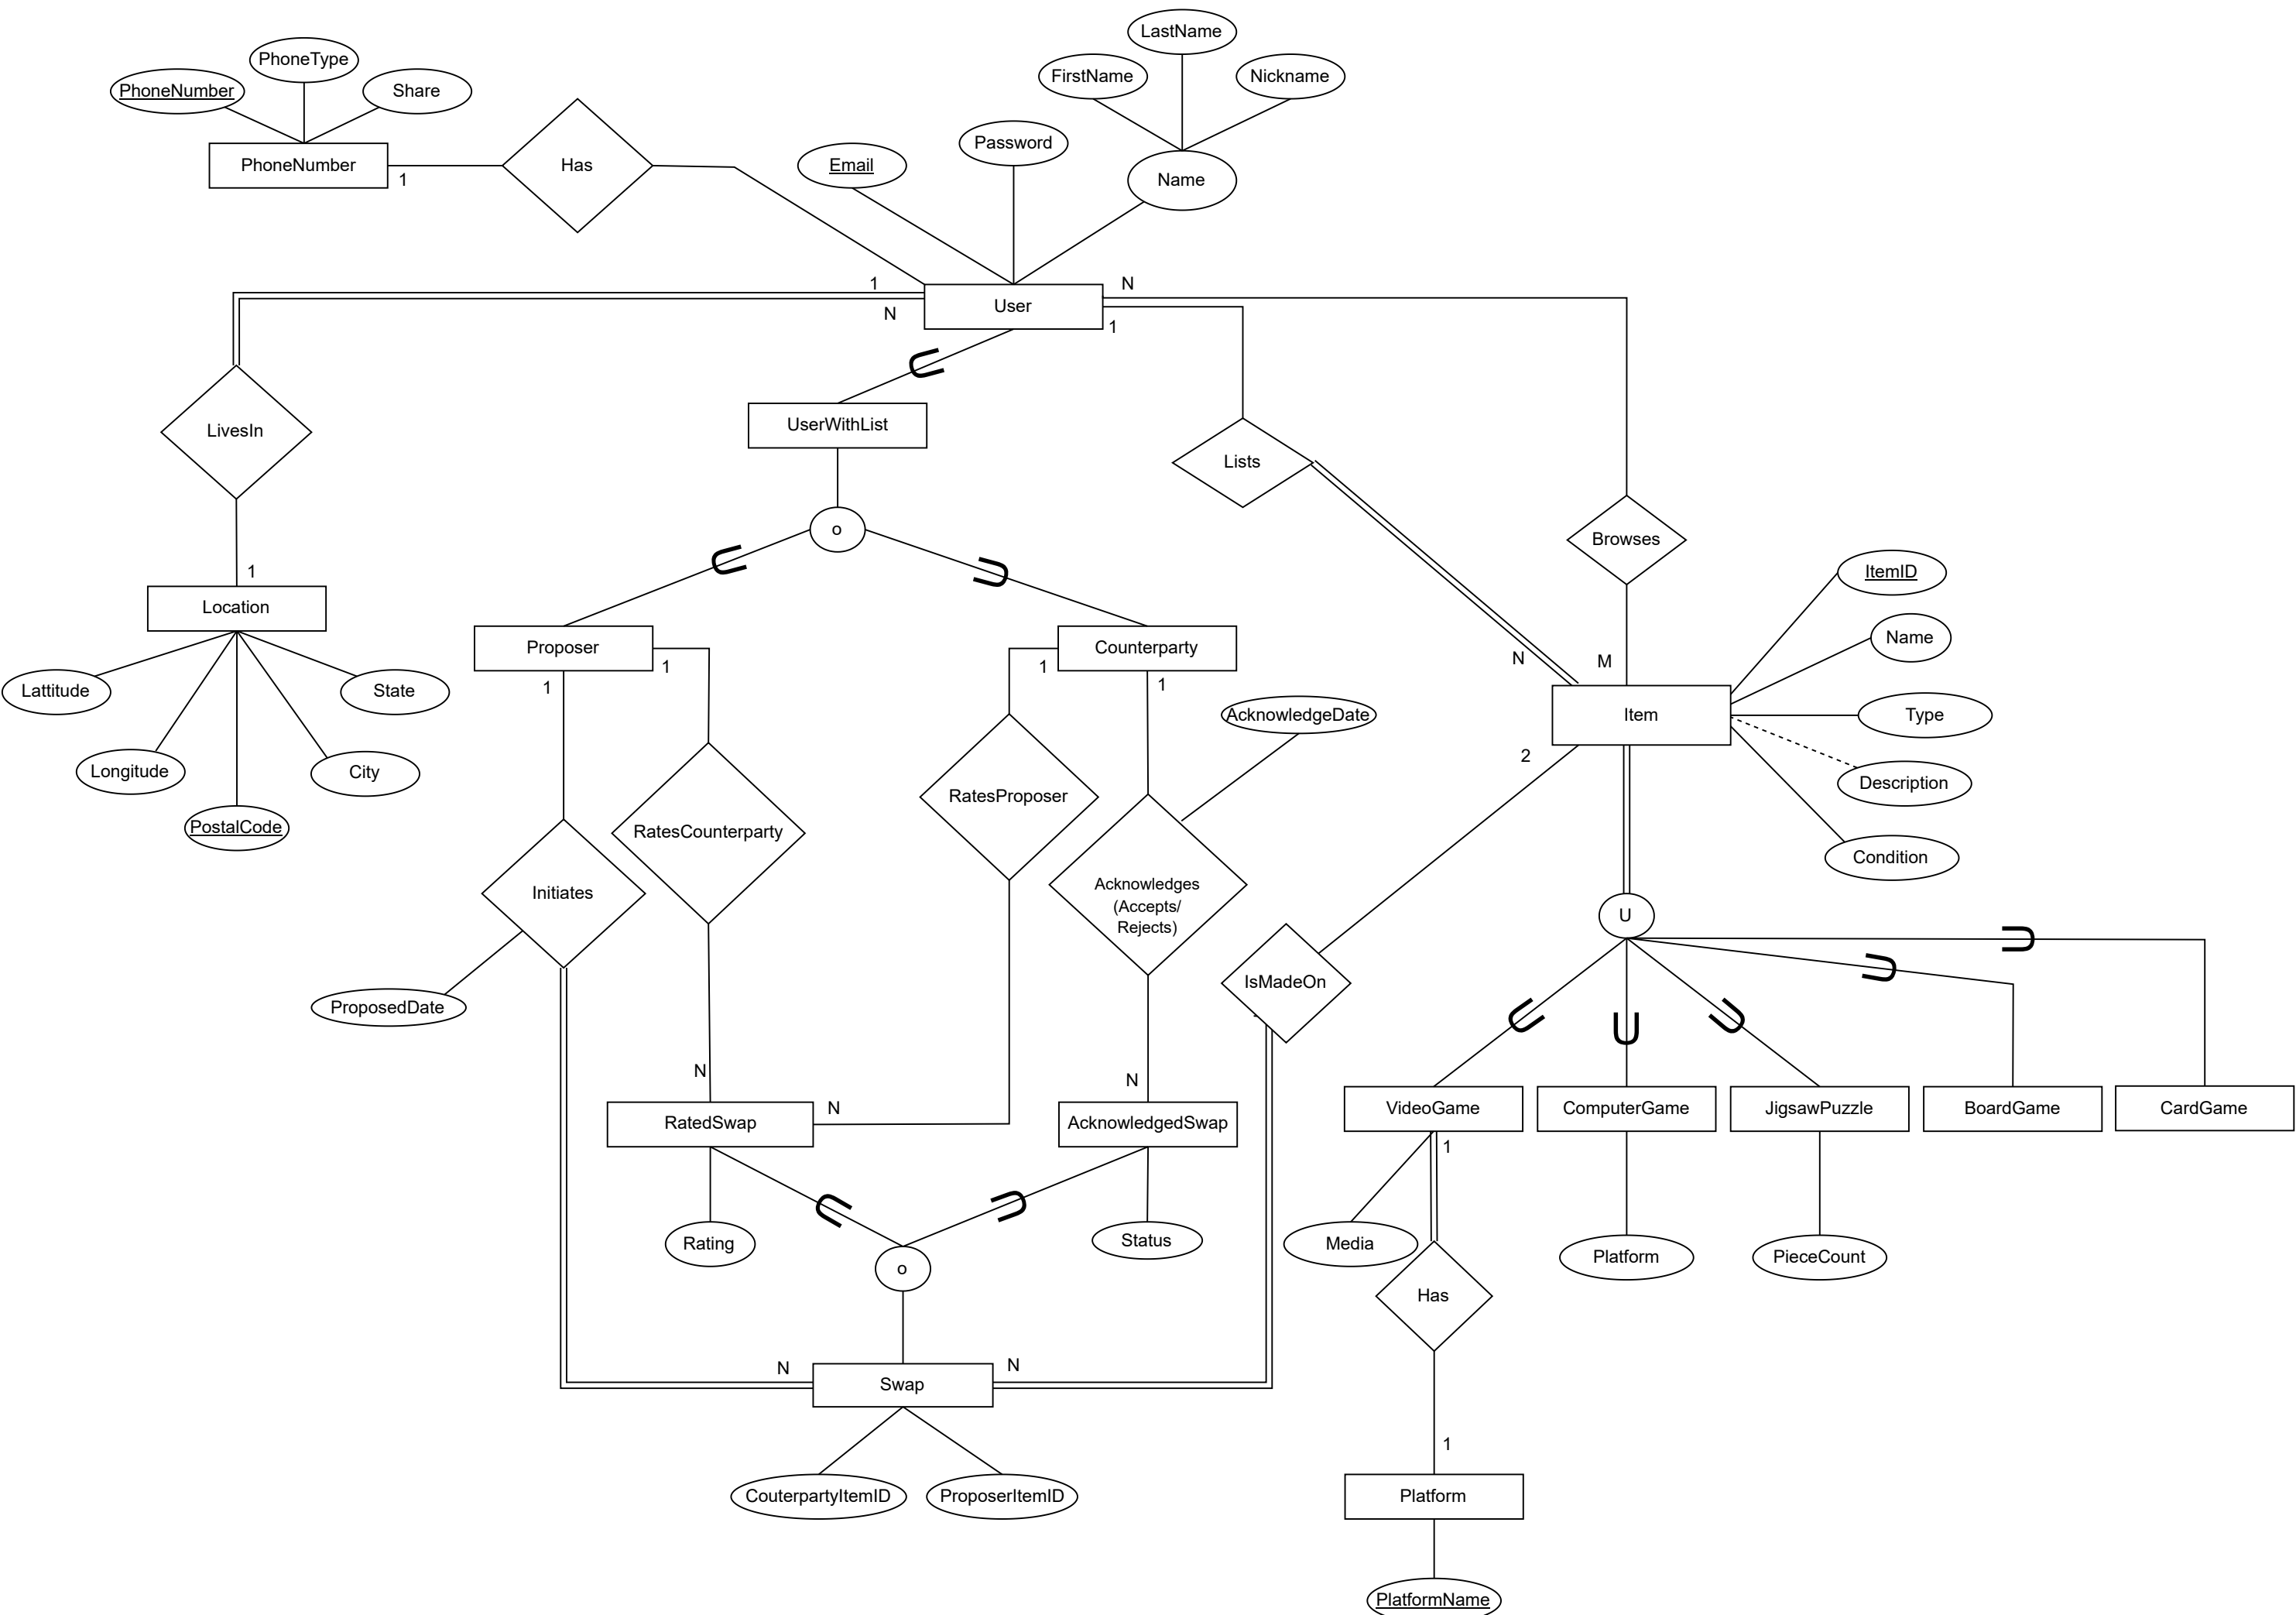 LastName
PhoneType
FirstName
Nickname
PhoneNumber
Share
Password
Email
PhoneNumber
Has
Name
1
1
N
User
N
1
UserWithList
LivesIn
Lists
o
Browses
1
ItemID
Location
Name
Proposer
1
1
Counterparty
1
1
N
M
Lattitude
State
AcknowledgeDate
Item
Type
2
Longitude
City
Description
PostalCode
RatesCounterparty
RatesProposer
Condition
Initiates
Acknowledges
(Accepts/
Rejects)
U
IsMadeOn
ProposedDate
N
N
N
RatedSwap
AcknowledgedSwap
VideoGame
ComputerGame
JigsawPuzzle
BoardGame
CardGame
1
Rating
Status
Media
Platform
PieceCount
o
Has
N
N
Swap
1
CouterpartyItemID
ProposerItemID
Platform
PlatformName